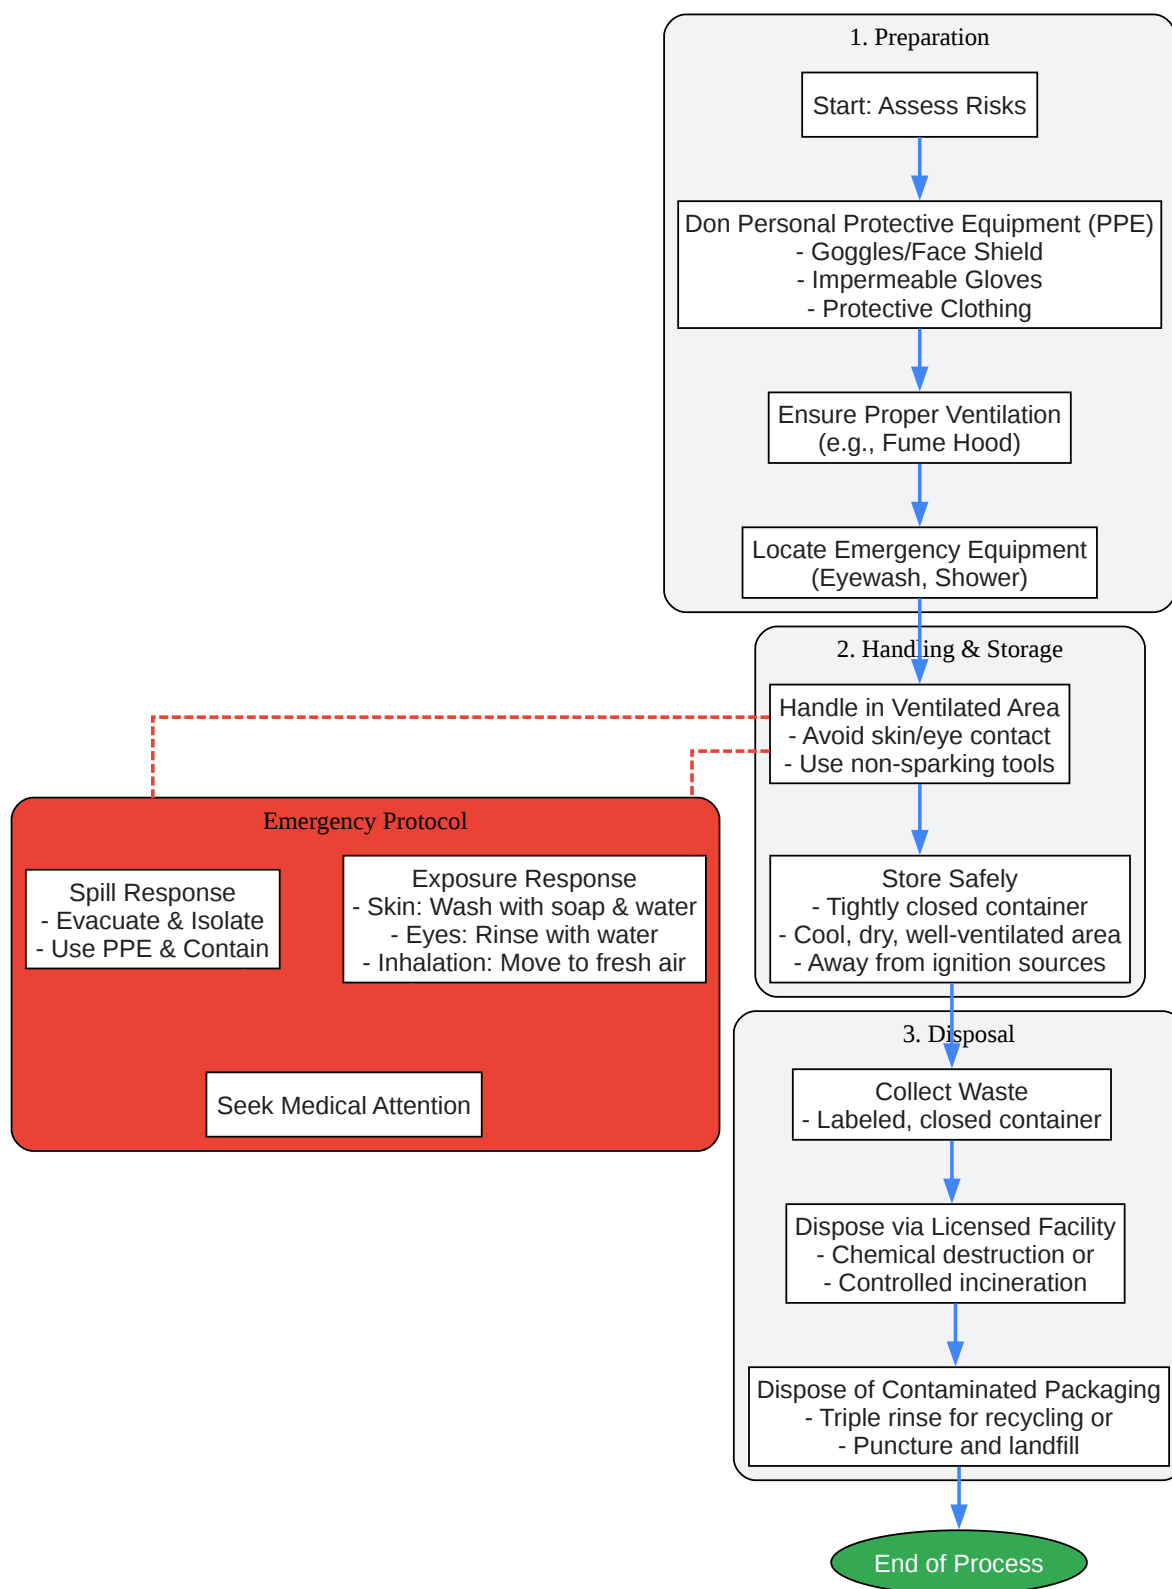 1. Preparation
Start: Assess Risks
Don Personal Protective Equipment (PPE)
- Goggles/Face Shield
- Impermeable Gloves
- Protective Clothing
Ensure Proper Ventilation
(e.g., Fume Hood)
Locate Emergency Equipment
(Eyewash, Shower)
2. Handling & Storage
Handle in Ventilated Area
- Avoid skin/eye contact
- Use non-sparking tools
Store Safely
- Tightly closed container
- Cool, dry, well-ventilated area
- Away from ignition sources
Emergency Protocol
Spill Response
- Evacuate & Isolate
- Use PPE & Contain
Exposure Response
- Skin: Wash with soap & water
- Eyes: Rinse with water
- Inhalation: Move to fresh air
Seek Medical Attention
3. Disposal
Collect Waste
- Labeled, closed container
Dispose via Licensed Facility
- Chemical destruction or
- Controlled incineration
Dispose of Contaminated Packaging
- Triple rinse for recycling or
- Puncture and landfill
End of Process